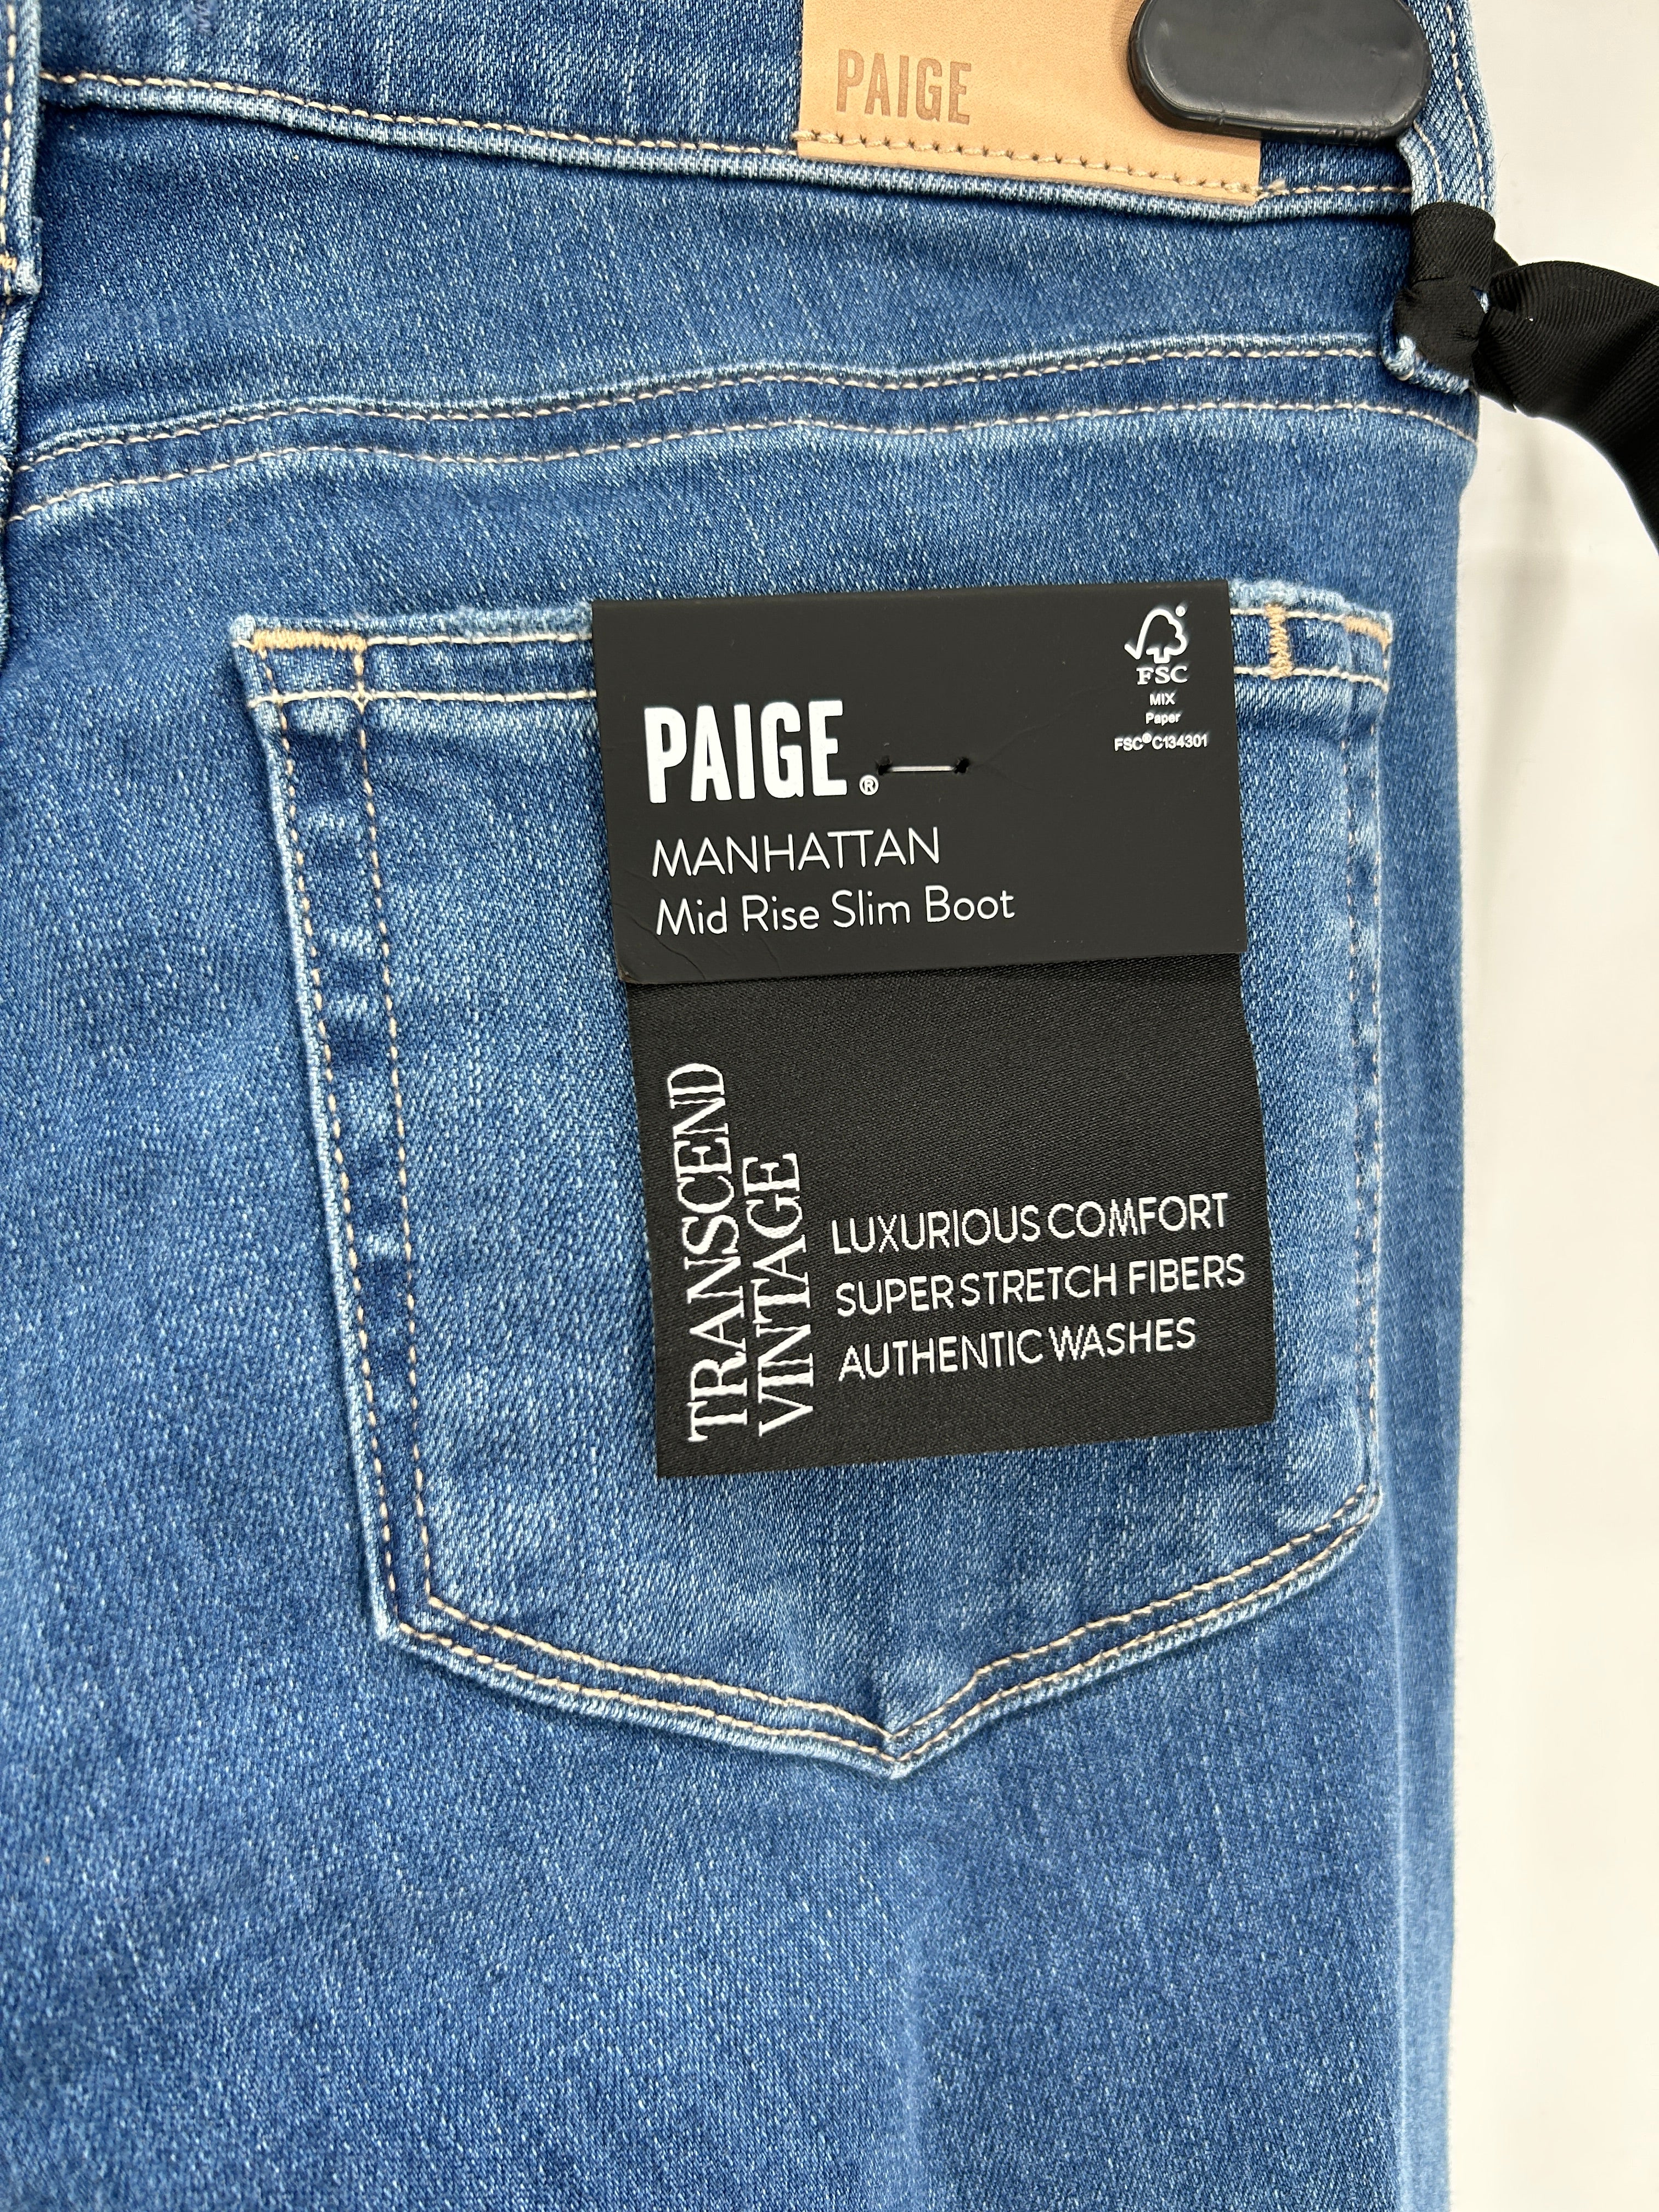 PAIGE
FSC
MIX
Paper
FSC® C134301
PAIGE®
MANHATTAN
Mid Rise Slim Boot
TRANSCEND
VINTAGE
LUXURIOUS COMFORT
SUPER STRETCH FIBERS
AUTHENTIC WASHES